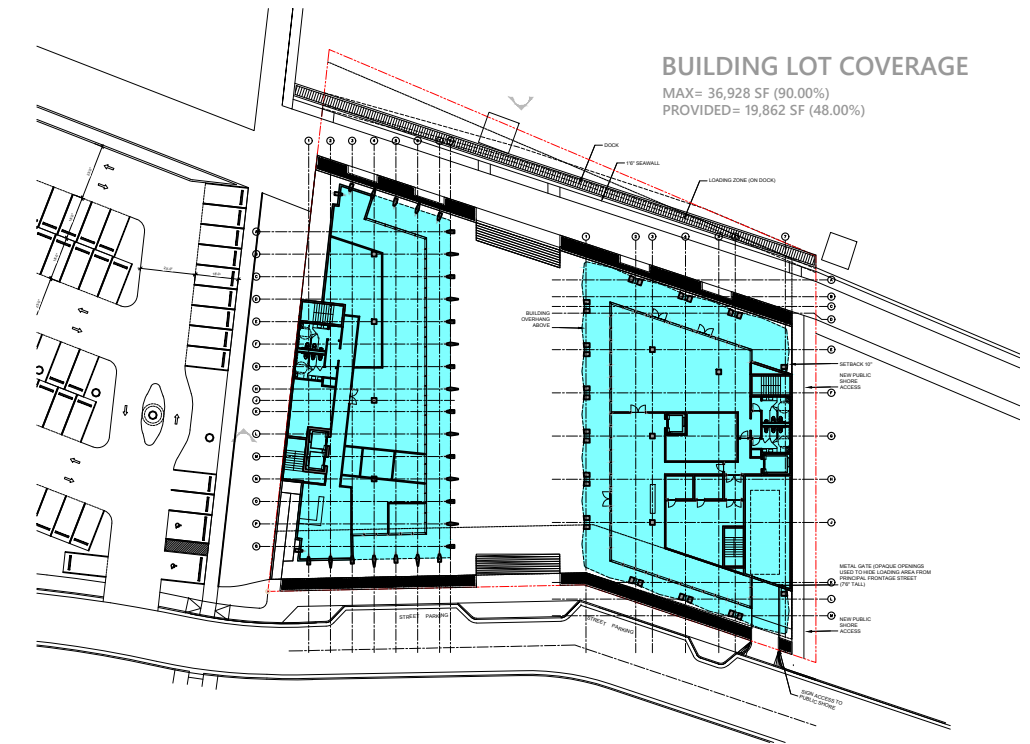 BUILDING LOT COVERAGE
MAX= 36,928 SF (90.00%)
PROVIDED= 19,862 SF (48.00%)
DOCK
1'6" SEAWALL
LOADING ZONE (ON DOCK)
BUILDING
OVERHANG
ABOVE
SETBACK 10"
NEW PUBLIC
SHORE
ACCESS
METAL GATE (OPAQUE OPENINGS
USED TO HIDE LOADING AREA FROM
PRINCIPAL FRONTAGE STREET
(7'6" TALL)
NEW PUBLIC
SHORE
ACCESS
STREET PARKING
STREET PARKING
SIGN ACCESS TO
PUBLIC SHORE